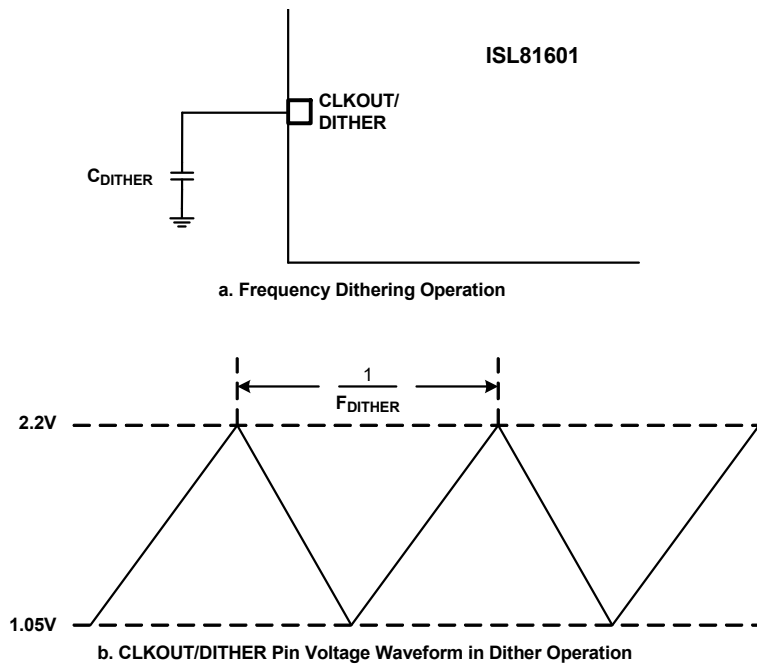 ISL81601
CLKOUT/
DITHER
CDITHER
a. Frequency Dithering Operation
1
FDITHER
2.2V
1.05V
b. CLKOUT/DITHER Pin Voltage Waveform in Dither Operation